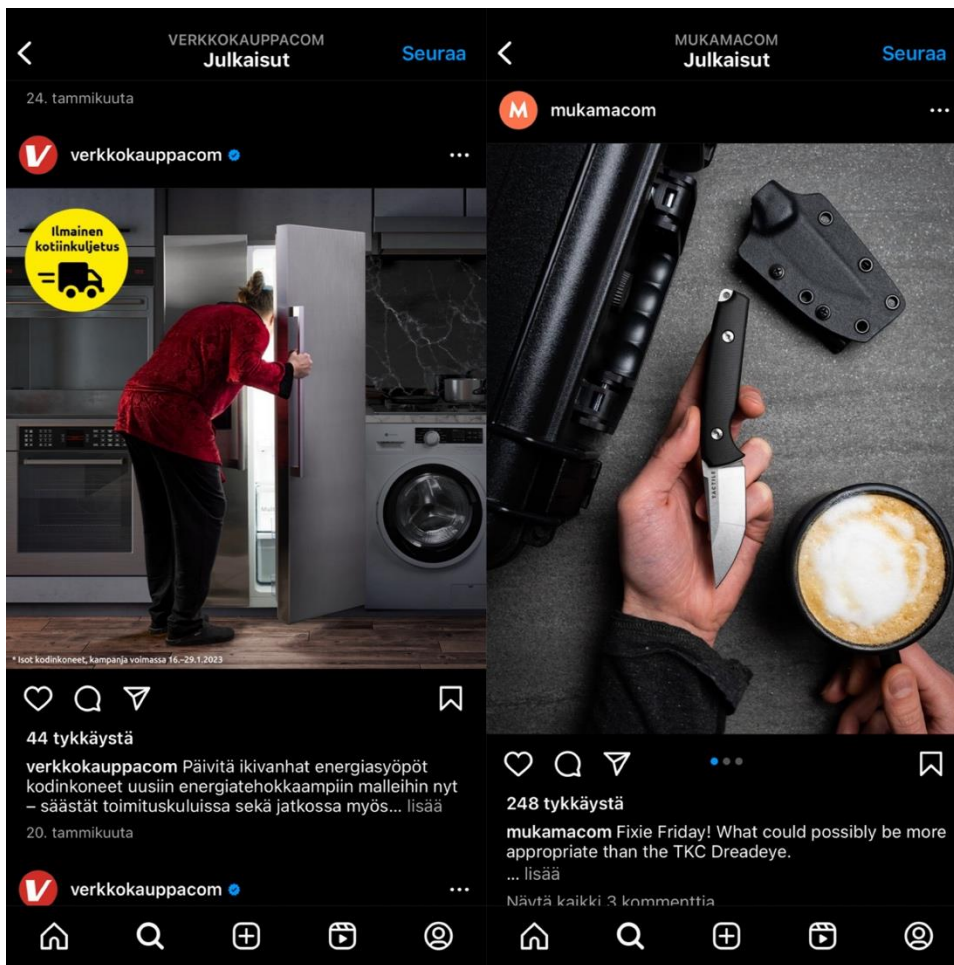 VERKKOKAUPPACOM
Julkaisut
Seuraa
24. tammikuuta
verkkokauppacom
Ilmainen
kotiinkuljetus
* Isot kodinkoneet, kampanja voimassa 16.–29.1.2023
44 tykkäystä
verkkokauppacom Päivitä ikivanhat energiasyöpöt
kodinkoneet uusiin energiatehokkaampiin malleihin nyt
– säästät toimituskuluissa sekä jatkossa myös... lisää
20. tammikuuta
verkkokauppacom
MUKAMACOM
Julkaisut
Seuraa
M
mukamacom
TACTILE
248 tykkäystä
mukamacom Fixie Friday! What could possibly be more
appropriate than the TKC Dreadeye.
... lisää
Näytä kaikki 3 kommenttia